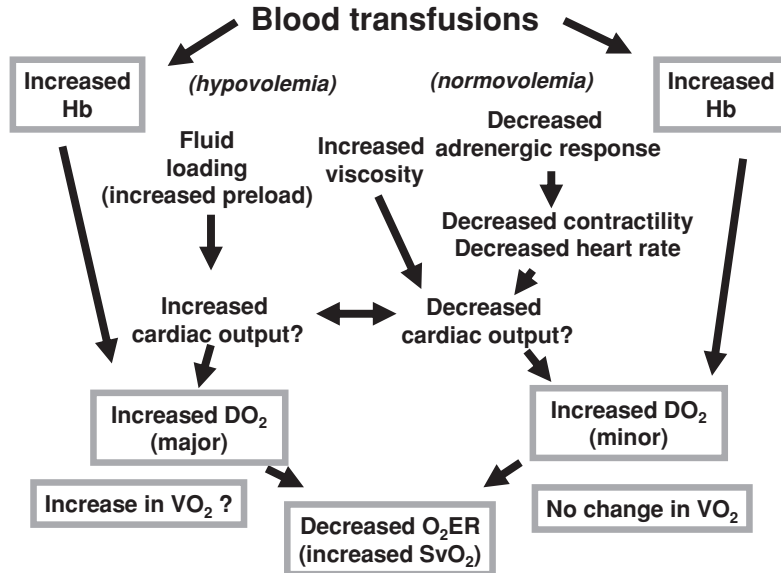 Blood transfusions
Increased
Hb
(hypovolemia)
(normovolemia)
Increased
Hb
Fluid
loading
(increased preload)
Increased
viscosity
Decreased
adrenergic response
Decreased contractility
Decreased heart rate
Increased
cardiac output?
Decreased
cardiac output?
Increased DO₂
(major)
Increased DO₂
(minor)
Increase in VO₂ ?
Decreased O₂ER
(increased SvO₂)
No change in VO₂